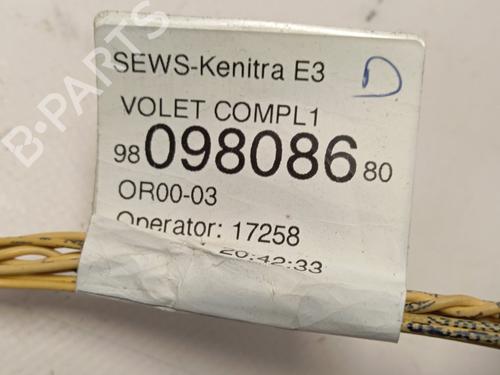 SEWS-Kenitra E3
D
VOLET COMPL1
98 098086 80
OR00-03
Operator: 17258
20:42:33
B-PARTS